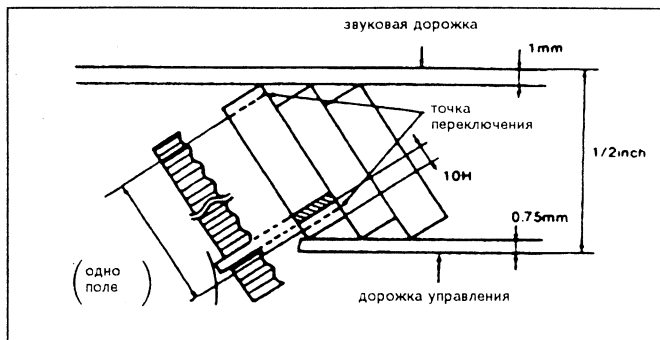 звуковая дорожка
1mm
точка
переключения
1/2inch
10H
0.75mm
(одно
поле)
дорожка управления